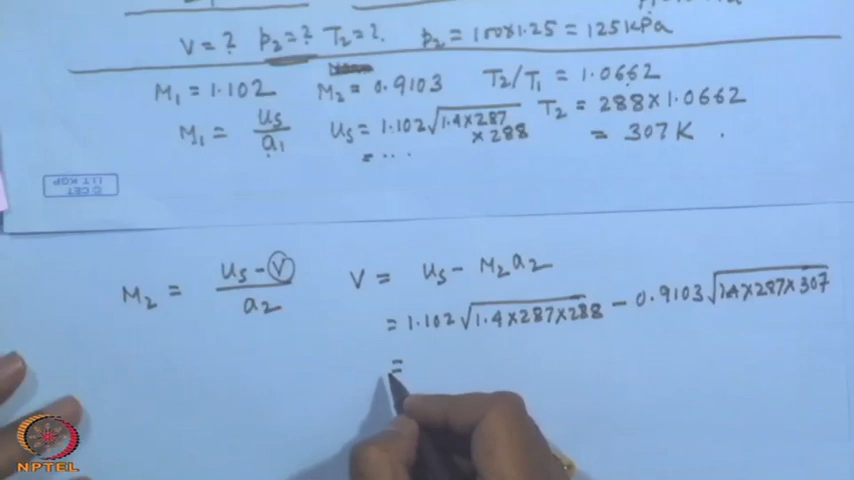 V = ? p₂ = ? T₂ = ? p₂ = 100×1.25 = 125 kPa
M₁ = 1.102 M₂ = 0.9103 T₂/T₁ = 1.0662
M₁ = uₛ/a₁ uₛ = 1.102√(1.4×287×288) T₂ = 288×1.0662
= ... = 307 K .
© CET
I.I.T. KGP
M₂ = (uₛ − V)/a₂ V = uₛ − M₂a₂
= 1.102√(1.4×287×288) − 0.9103√(1.4×287×307)
=
NPTEL